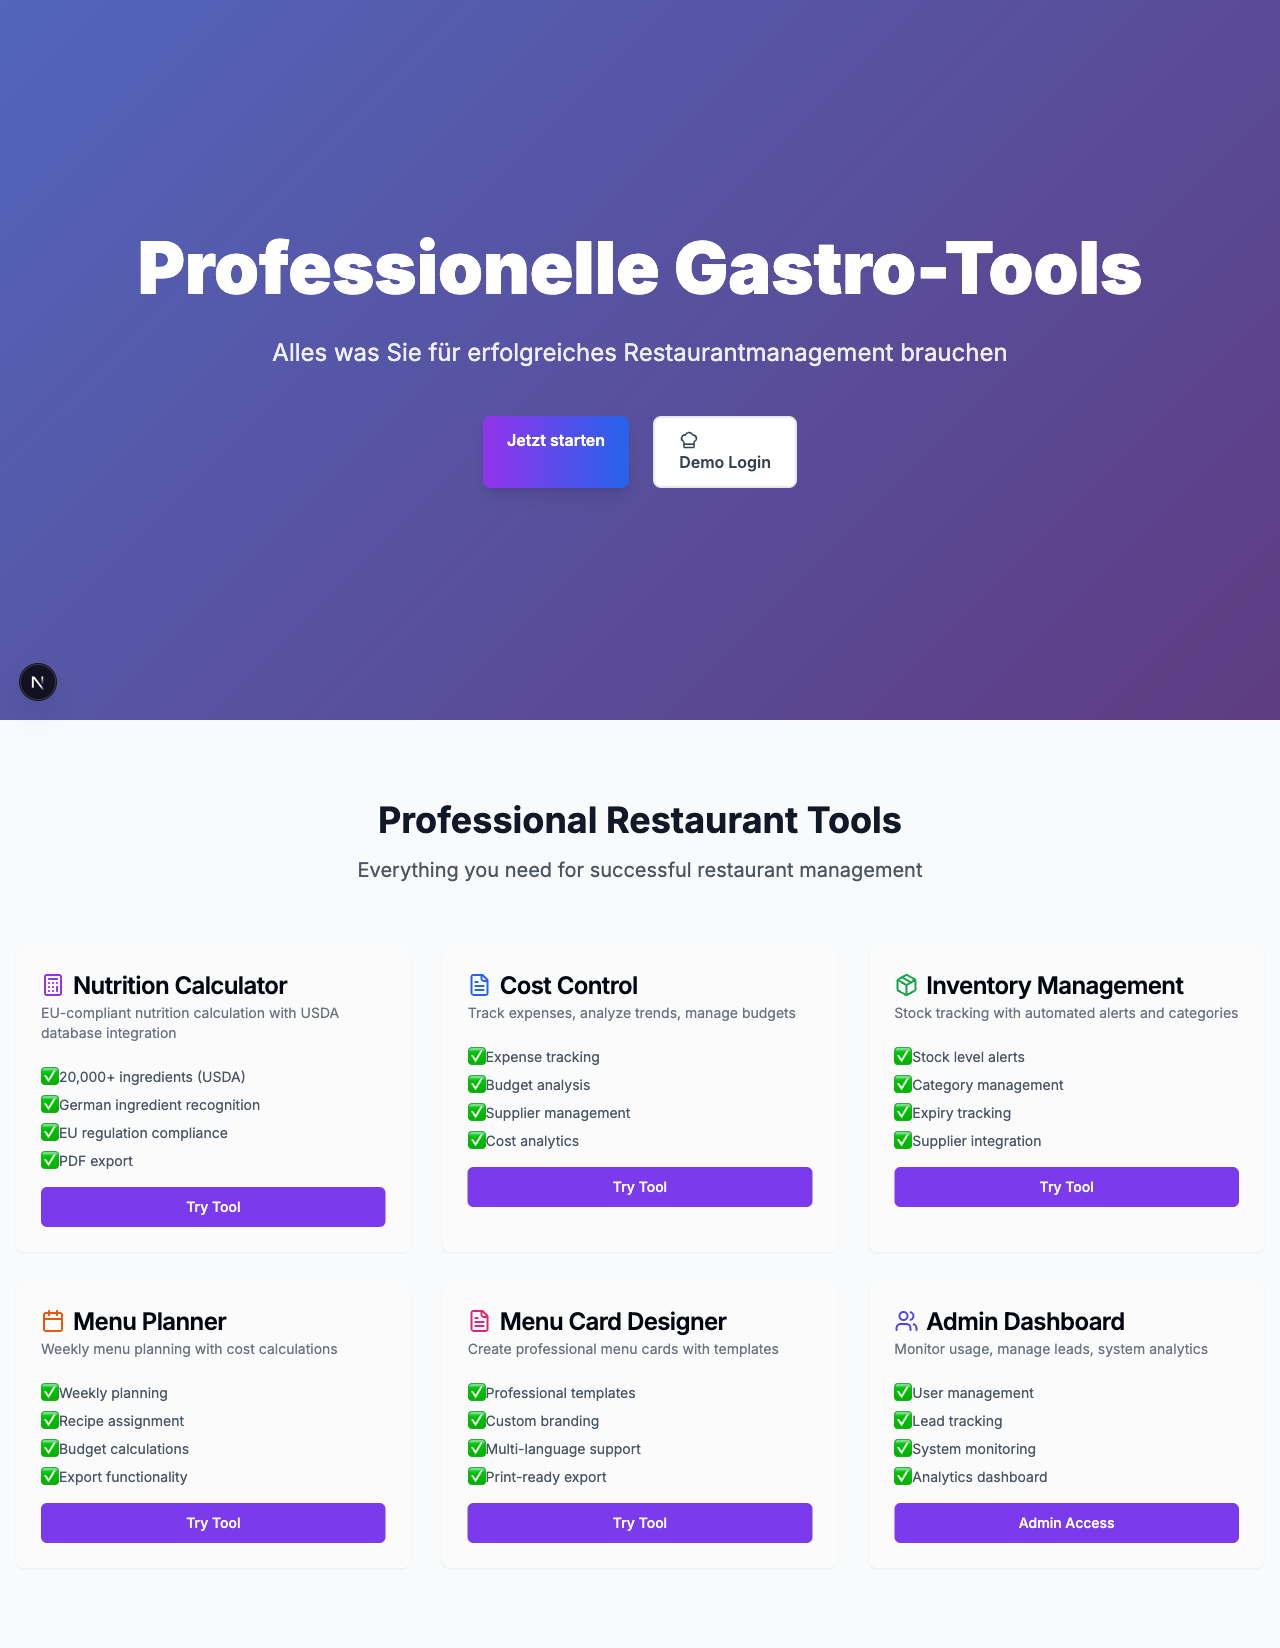 Professionelle Gastro-Tools
Alles was Sie für erfolgreiches Restaurantmanagement brauchen
Jetzt starten
Demo Login
N
Professional Restaurant Tools
Everything you need for successful restaurant management
Nutrition Calculator
EU-compliant nutrition calculation with USDA
database integration
✅20,000+ ingredients (USDA)
✅German ingredient recognition
✅EU regulation compliance
✅PDF export
Try Tool
Cost Control
Track expenses, analyze trends, manage budgets
✅Expense tracking
✅Budget analysis
✅Supplier management
✅Cost analytics
Try Tool
Inventory Management
Stock tracking with automated alerts and categories
✅Stock level alerts
✅Category management
✅Expiry tracking
✅Supplier integration
Try Tool
Menu Planner
Weekly menu planning with cost calculations
✅Weekly planning
✅Recipe assignment
✅Budget calculations
✅Export functionality
Try Tool
Menu Card Designer
Create professional menu cards with templates
✅Professional templates
✅Custom branding
✅Multi-language support
✅Print-ready export
Try Tool
Admin Dashboard
Monitor usage, manage leads, system analytics
✅User management
✅Lead tracking
✅System monitoring
✅Analytics dashboard
Admin Access